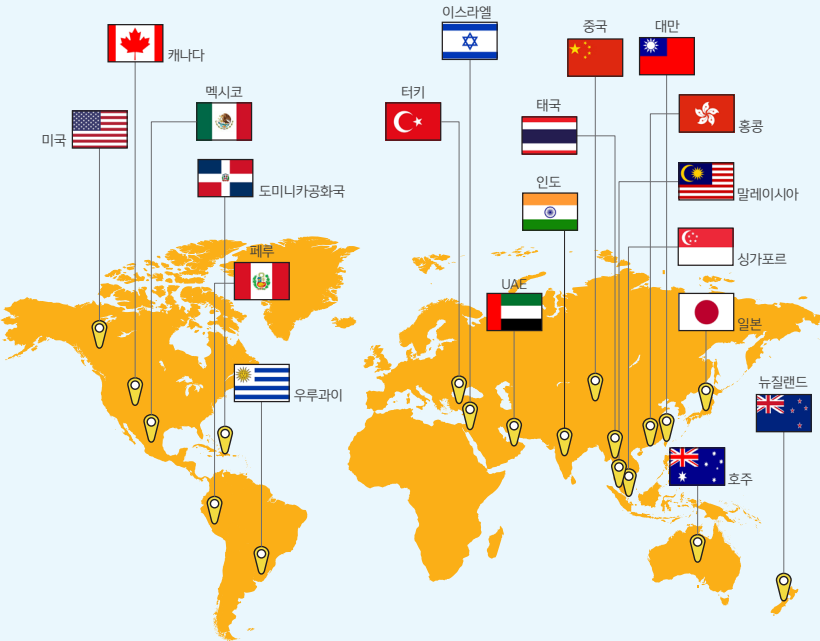 이스라엘
중국
대만
캐나다
멕시코
터키
태국
홍콩
미국
도미니카공화국
인도
말레이시아
페루
싱가포르
UAE
일본
우루과이
뉴질랜드
호주